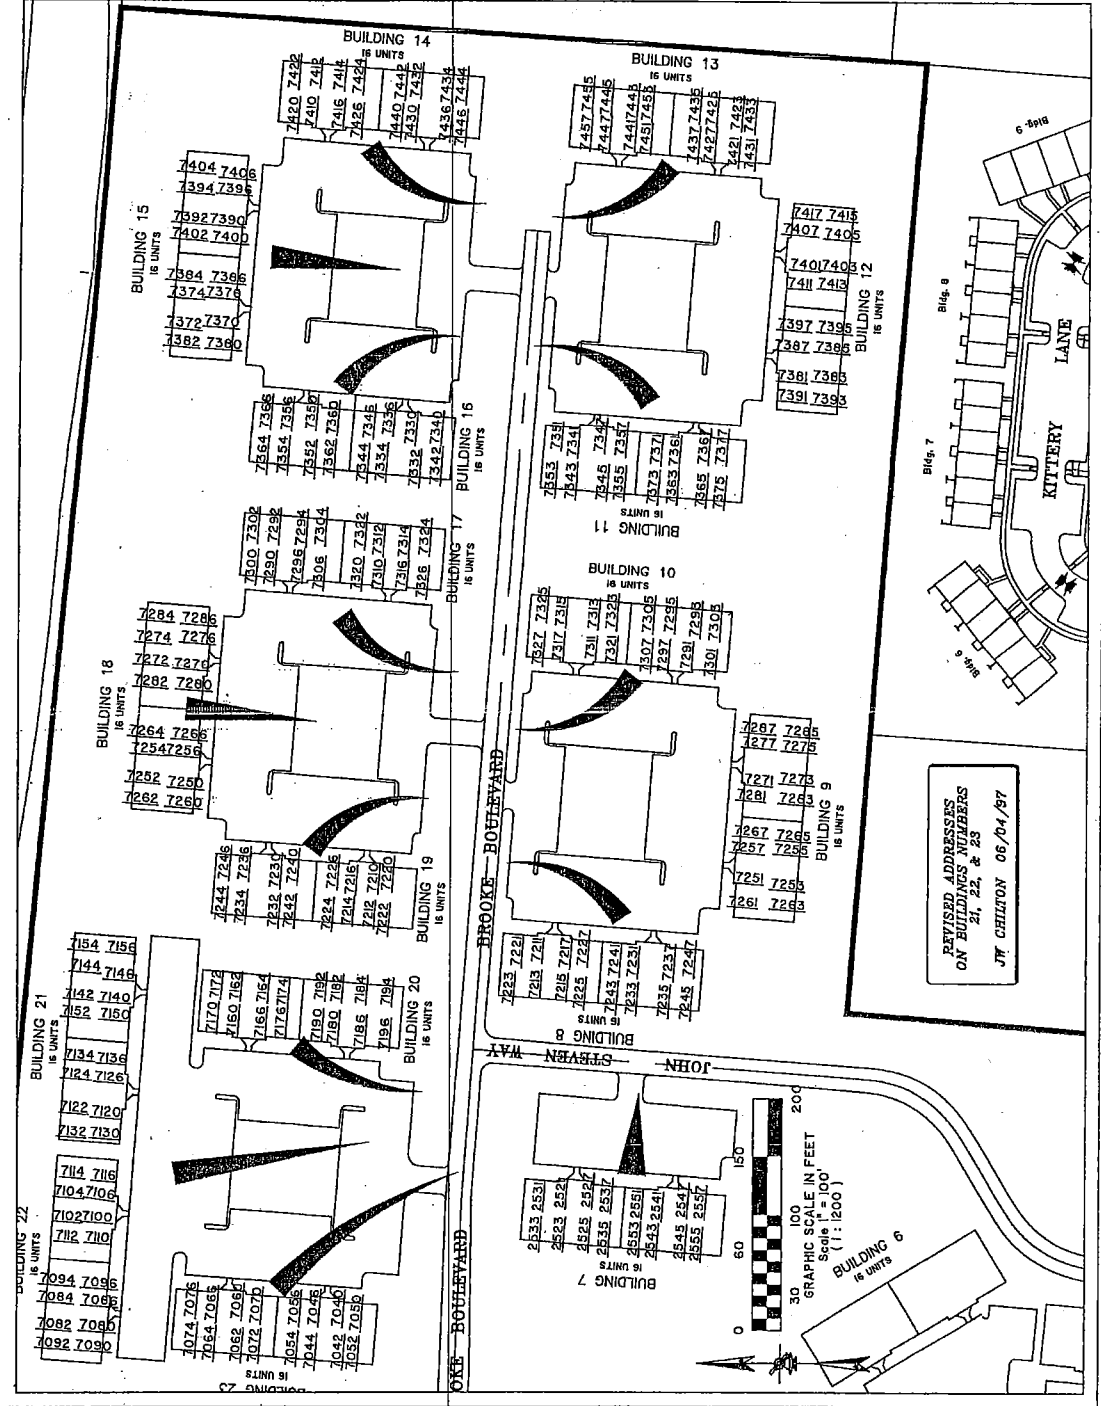 BUILDING 14
16 UNITS
7420 7422
7410 7412
7416 7414
7426 7424
7440 7442
7430 7432
7436 7434
7446 7444
BUILDING 13
16 UNITS
7457 7455
7447 7445
7441 7443
7451 7453
7437 7435
7427 7425
7421 7423
7431 7433
BUILDING 15
16 UNITS
7404 7406
7394 7396
7392 7390
7402 7400
7384 7386
7374 7376
7372 7370
7382 7380
BUILDING 12
16 UNITS
7417 7415
7407 7405
7401 7403
7411 7413
7397 7395
7387 7385
7381 7383
7391 7393
BUILDING 16
16 UNITS
7364 7366
7354 7356
7352 7350
7362 7360
7344 7346
7334 7336
7332 7330
7342 7340
BUILDING 11
16 UNITS
7353 7351
7343 7341
7345 7347
7355 7357
7373 7371
7363 7361
7365 7367
7375 7377
BUILDING 17
16 UNITS
7300 7302
7290 7292
7296 7294
7306 7304
7320 7322
7310 7312
7316 7314
7326 7324
BUILDING 10
16 UNITS
7327 7325
7317 7315
7311 7313
7321 7323
7307 7305
7297 7295
7291 7293
7301 7303
BUILDING 18
16 UNITS
7284 7286
7274 7276
7272 7270
7282 7280
7264 7266
7254 7256
7252 7250
7262 7260
BUILDING 9
16 UNITS
7287 7285
7277 7275
7271 7273
7281 7283
7267 7265
7257 7255
7251 7253
7261 7263
BUILDING 19
16 UNITS
7244 7246
7234 7236
7232 7230
7242 7240
7224 7226
7214 7216
7212 7210
7222 7220
BUILDING 8
16 UNITS
7223 7221
7213 7211
7215 7217
7225 7227
7243 7241
7233 7231
7235 7237
7245 7247
BUILDING 21
16 UNITS
7154 7156
7144 7146
7142 7140
7152 7150
7134 7136
7124 7126
7122 7120
7132 7130
BUILDING 20
16 UNITS
7170 7172
7160 7162
7166 7164
7176 7174
7190 7192
7180 7182
7186 7184
7196 7194
BUILDING 22
16 UNITS
7114 7116
7104 7106
7102 7100
7112 7110
7094 7096
7084 7086
7082 7080
7092 7090
BUILDING 23
16 UNITS
7074 7076
7064 7066
7062 7060
7072 7070
7054 7056
7044 7046
7042 7040
7052 7050
BUILDING 7
16 UNITS
2533 2531
2523 2521
2525 2527
2535 2537
2553 2551
2543 2541
2545 2547
2555 2557
BUILDING 6
16 UNITS
BROOKE BOULEVARD
OKE BOULEVARD
JOHN STEVEN WAY
KITTERY LANE
Bldg. 9
Bldg. 8
Bldg. 7
Bldg. 6
REVISED ADDRESSES
ON BUILDINGS NUMBERS
21, 22, & 23
JW CHILTON 06/04/97
0 30 60 100 150 200
GRAPHIC SCALE IN FEET
Scale 1" = 100'
( 1 : 1200 )